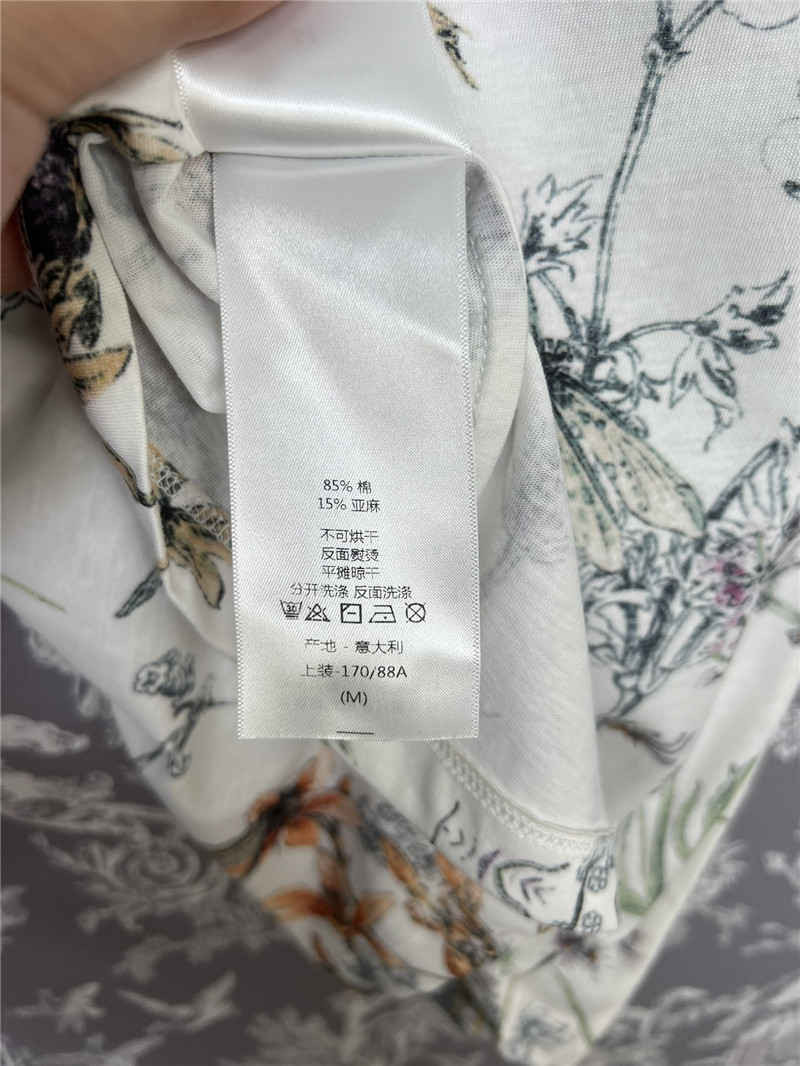 85% 棉
15% 亚麻
不可烘干
反面熨烫
平摊晾干
分开洗涤 反面洗涤
30
产地 - 意大利
上装-170/88A
(M)